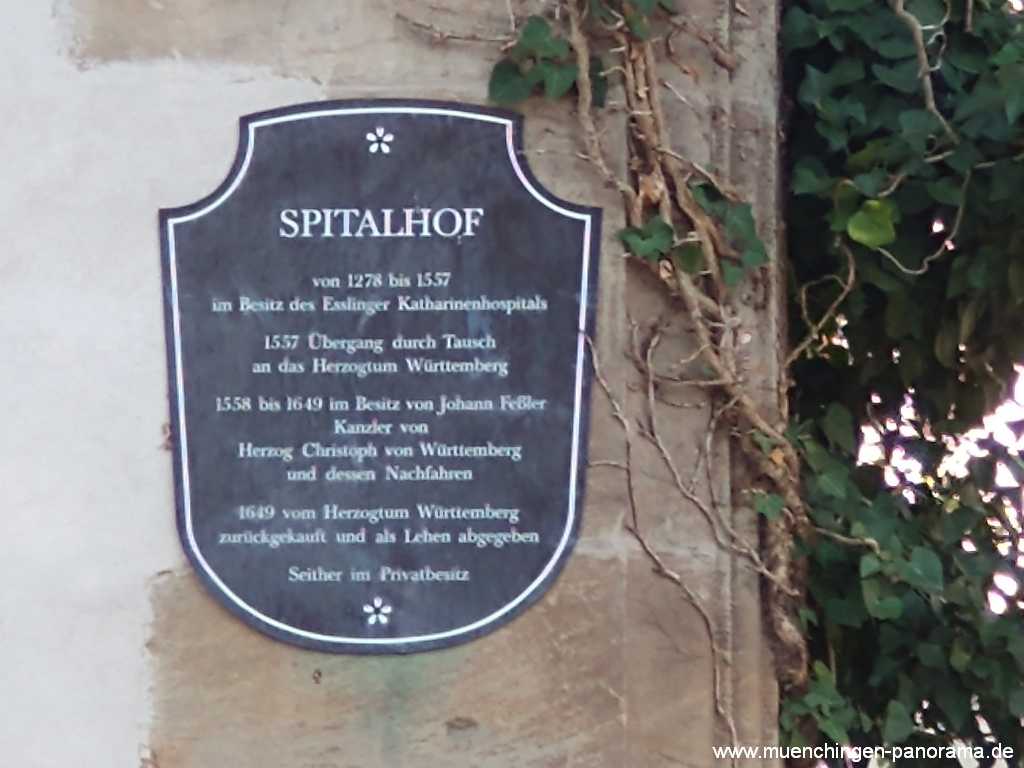 SPITALHOF
von 1278 bis 1557
im Besitz des Esslinger Katharinenhospitals
1557 Übergang durch Tausch
an das Herzogtum Württemberg
1558 bis 1649 im Besitz von Johann Feßler
Kanzler von
Herzog Christoph von Württemberg
und dessen Nachfahren
1649 vom Herzogtum Württemberg
zurückgekauft und als Lehen abgegeben
Seither im Privatbesitz
www.muenchingen-panorama.de